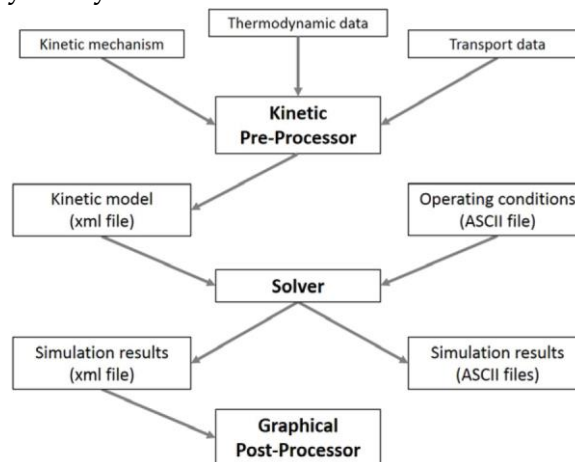 Thermodynamic data
Kinetic mechanism
Transport data
Kinetic
Pre-Processor
Kinetic model
(xml file)
Operating conditions
(ASCII file)
Solver
Simulation results
(xml file)
Simulation results
(ASCII files)
Graphical
Post-Processor